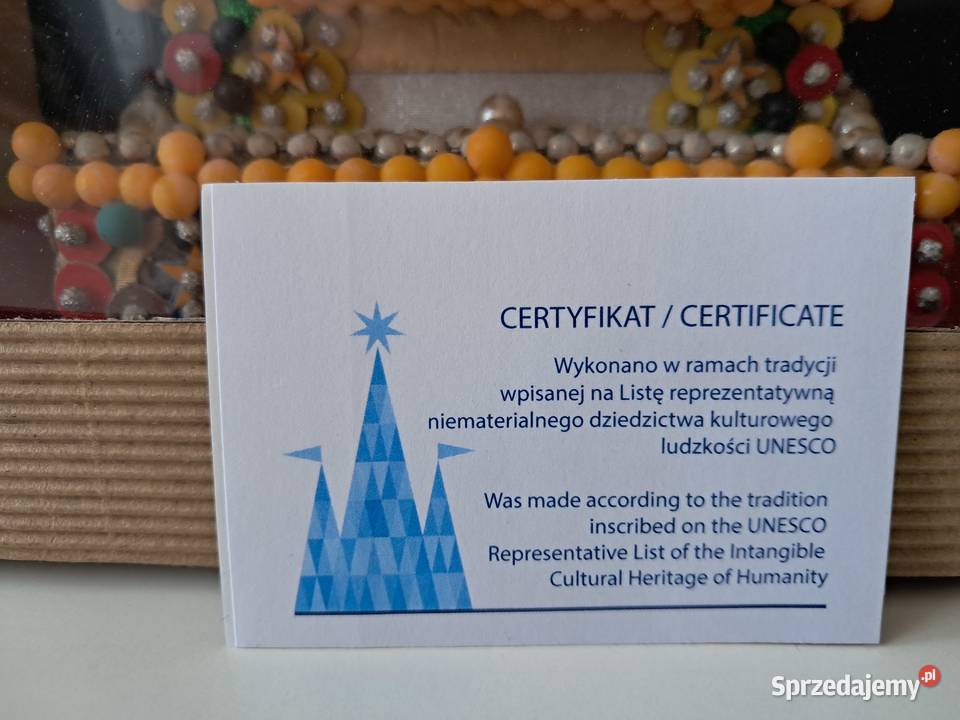 CERTYFIKAT / CERTIFICATE
Wykonano w ramach tradycji
wpisanej na Listę reprezentatywną
niematerialnego dziedzictwa kulturowego
ludzkości UNESCO
Was made according to the tradition
inscribed on the UNESCO
Representative List of the Intangible
Cultural Heritage of Humanity
Sprzedajemy.pl